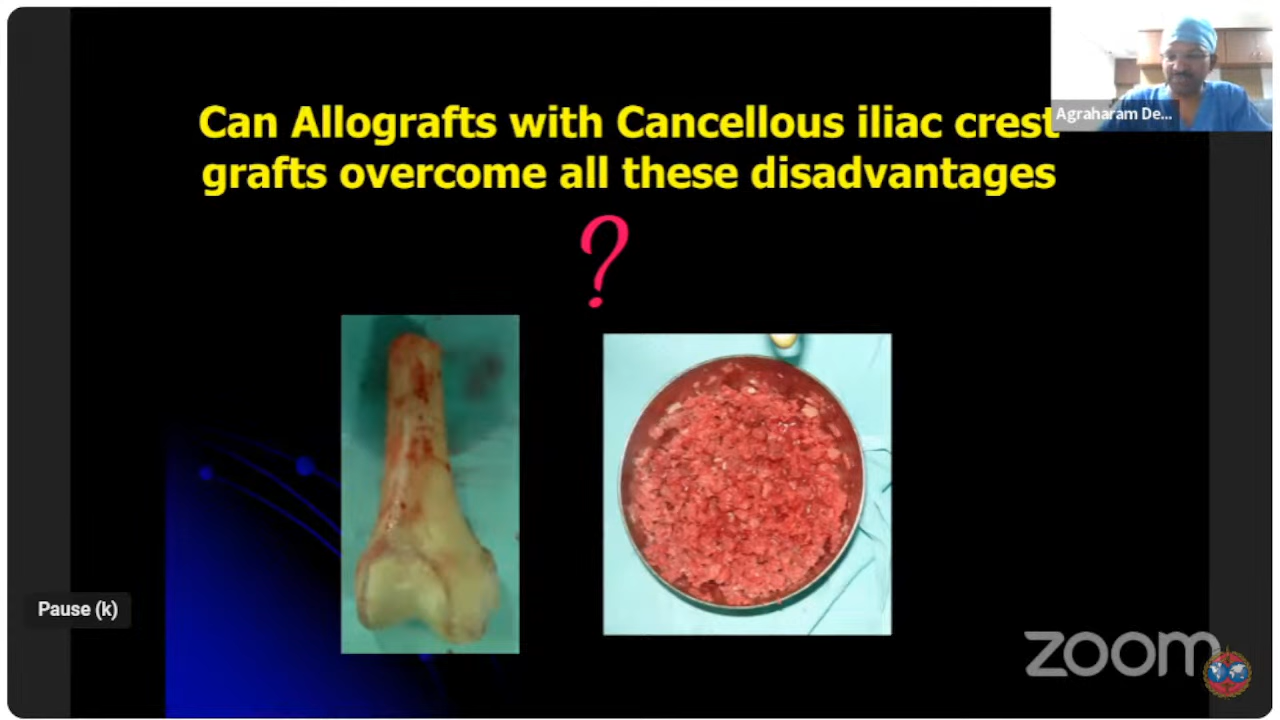 Can Allografts with Cancellous iliac crest
grafts overcome all these disadvantages
?
Agraharam De...
Pause (k)
zoom